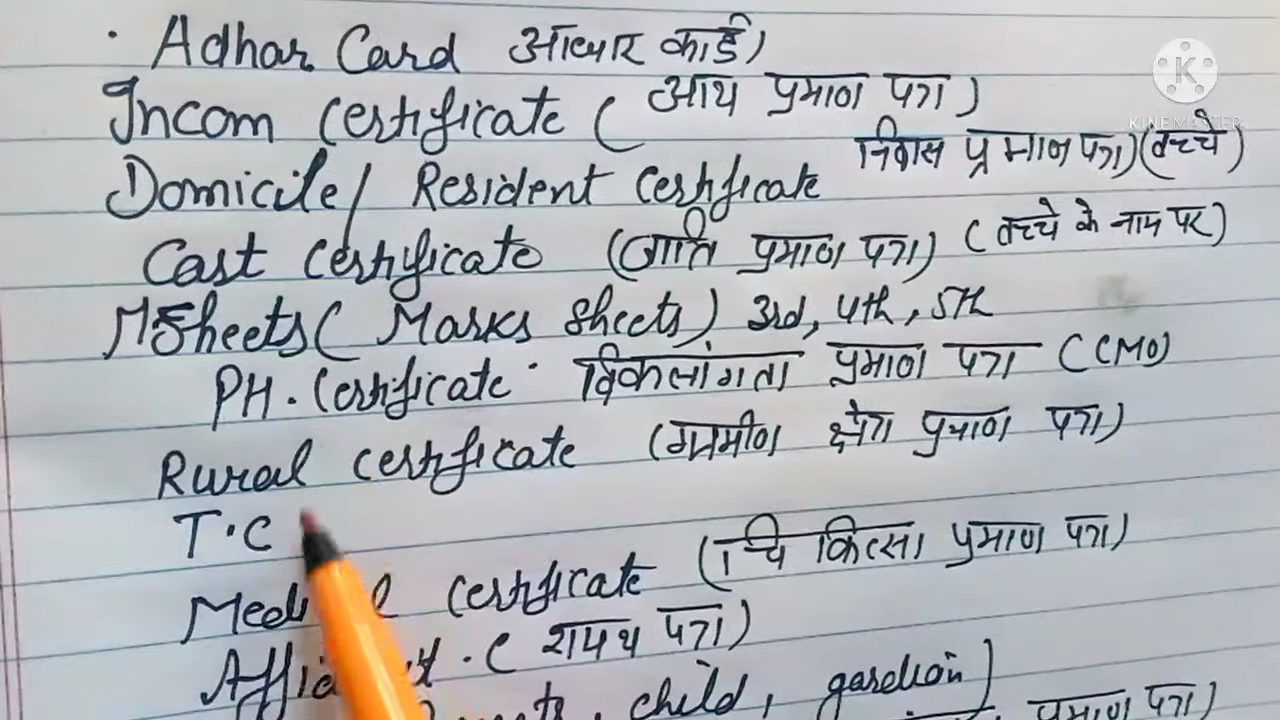 Adhar Card आधार कार्ड)
Incom Certificate ( आय प्रमाण पत्र )
Domicile/ Resident Certificate निवास प्रमाण पत्र)(बच्चे)
Cast Certificate (जाति प्रमाण पत्र) (बच्चे के नाम पर)
MSheets( Marks sheets) 3rd, 4th, 5th
PH. Certificate विकलांगता प्रमाण पत्र (CMO)
Rural certificate (ग्रामीण क्षेत्र प्रमाण पत्र)
T.C
Certificate (चिकित्सा प्रमाण पत्र)
( शपथ पत्र)
child, gardion)
प्रमाण पत्र)
KINEMASTER